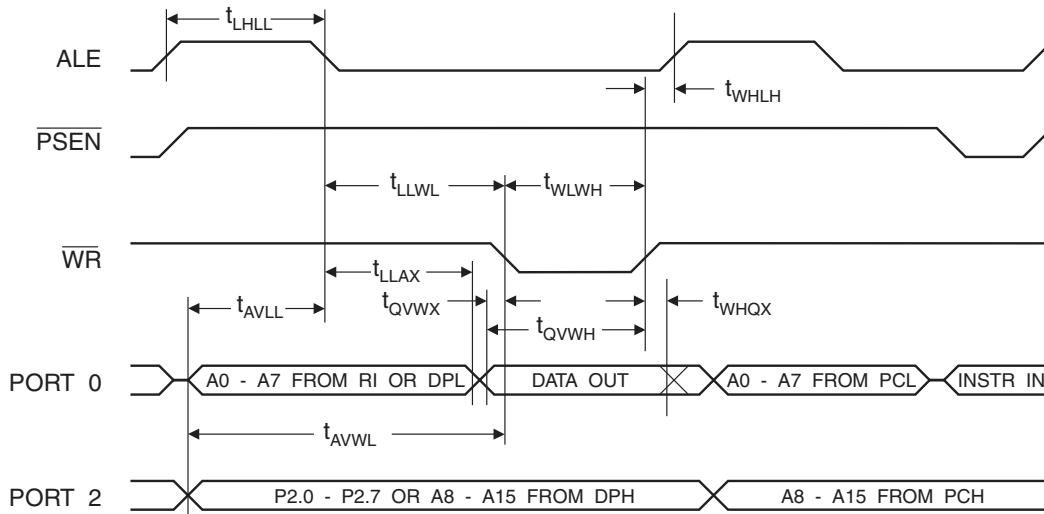 tLHLL
ALE
tWHLH
PSEN
tLLWL
tWLWH
WR
tLLAX
tQVWX
tWHQX
tAVLL
tQVWH
PORT 0
A0 - A7 FROM RI OR DPL
DATA OUT
A0 - A7 FROM PCL
INSTR IN
tAVWL
PORT 2
P2.0 - P2.7 OR A8 - A15 FROM DPH
A8 - A15 FROM PCH